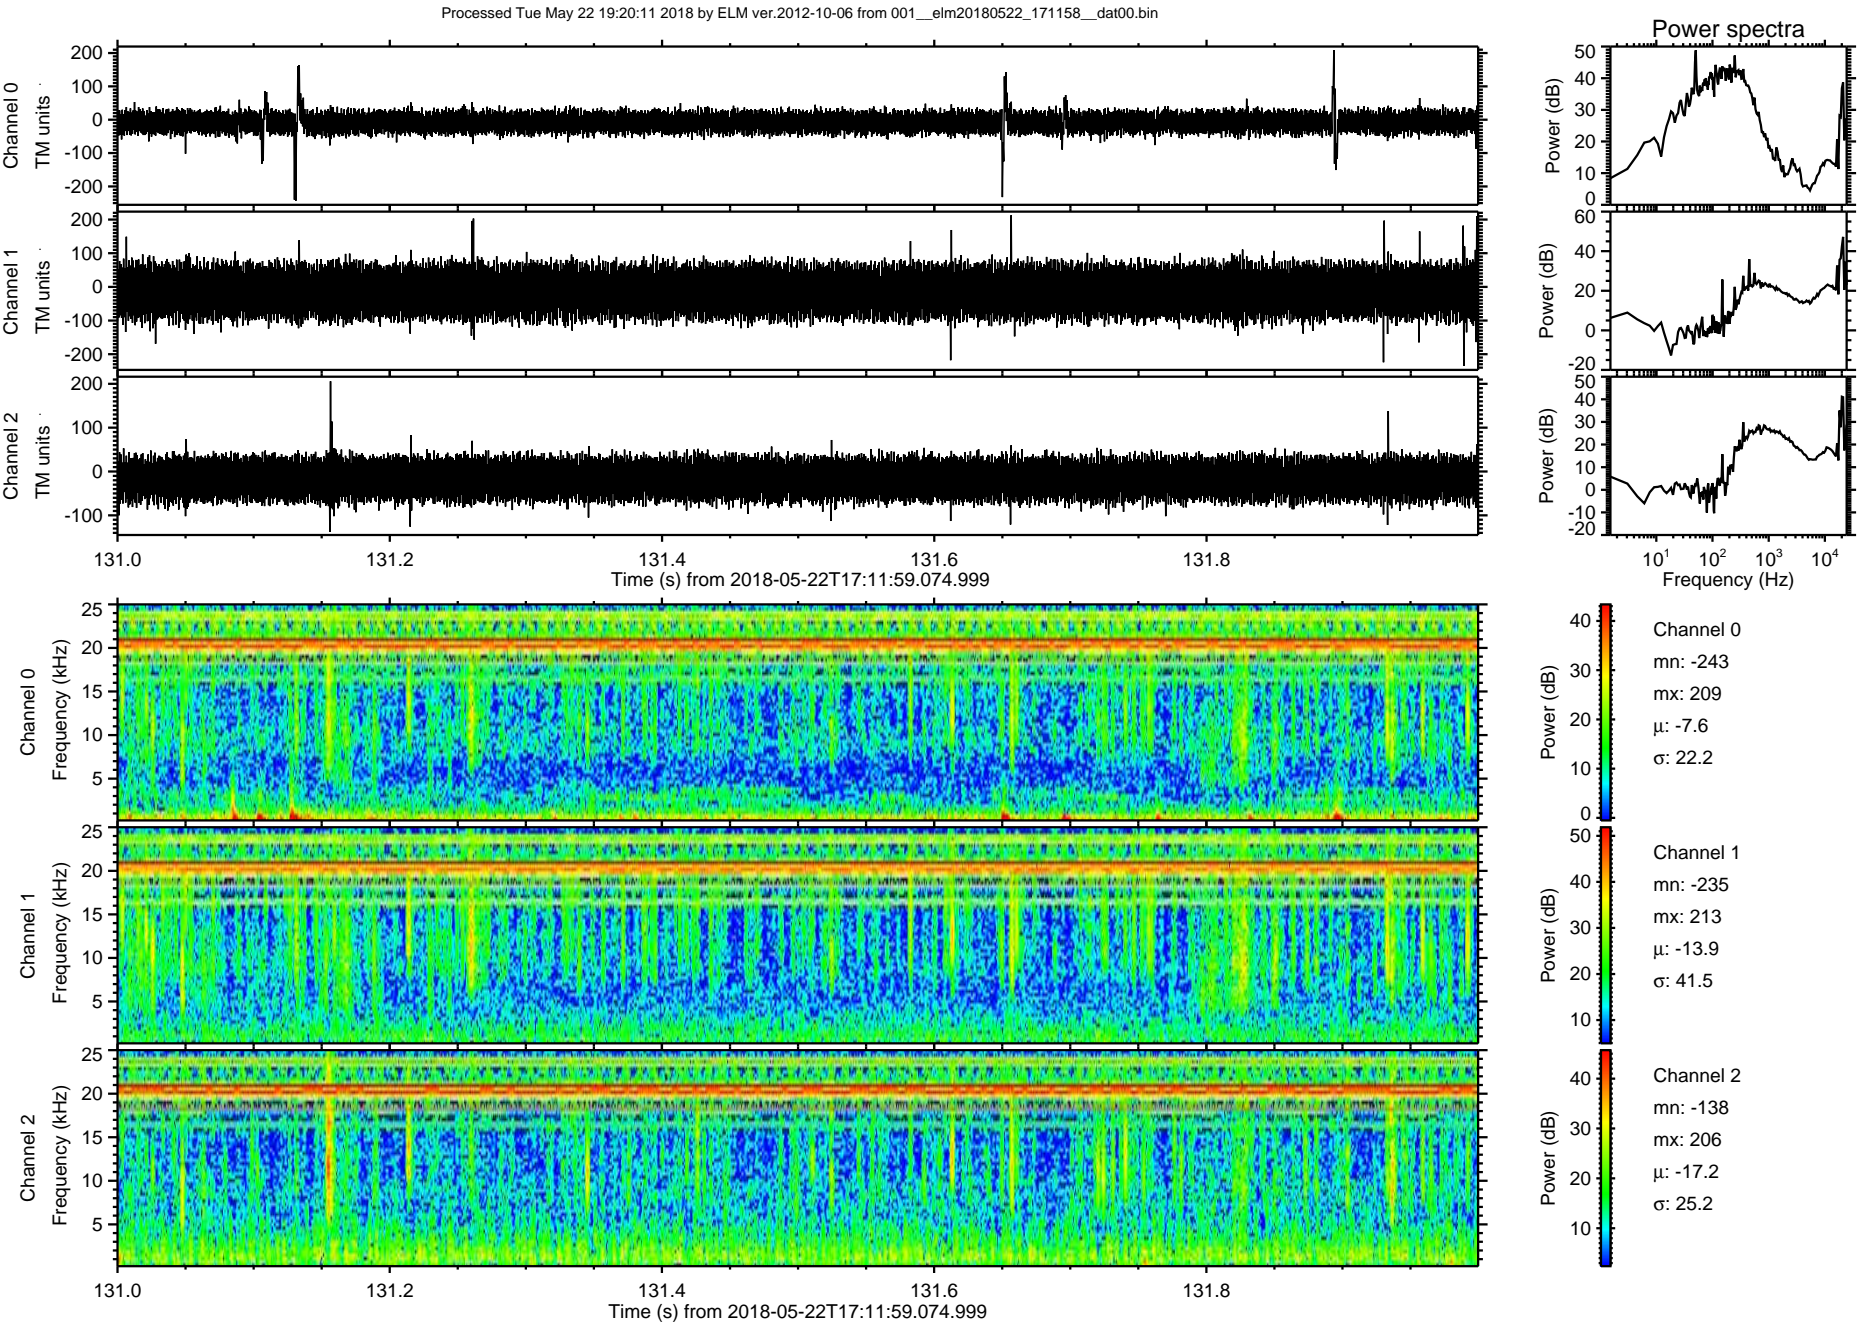 Processed Tue May 22 19:20:11 2018 by ELM ver.2012-10-06 from 001__elm20180522_171158__dat00.bin
Power spectra
Channel 0
TM units
200
100
0
-100
-200
Power (dB)
50
40
30
20
10
0
Channel 1
TM units
200
100
0
-100
-200
Power (dB)
60
40
20
0
-20
Channel 2
TM units
200
100
0
-100
Power (dB)
50
40
30
20
10
0
-10
-20
131.0 131.2 131.4 131.6 131.8
Time (s) from 2018-05-22T17:11:59.074.999
10^1 10^2 10^3 10^4
Frequency (Hz)
Channel 0
Frequency (kHz)
25
20
15
10
5
Power (dB)
40
30
20
10
0
Channel 0
mn: -243
mx: 209
μ: -7.6
σ: 22.2
Channel 1
Frequency (kHz)
25
20
15
10
5
Power (dB)
50
40
30
20
10
Channel 1
mn: -235
mx: 213
μ: -13.9
σ: 41.5
Channel 2
Frequency (kHz)
25
20
15
10
5
Power (dB)
40
30
20
10
Channel 2
mn: -138
mx: 206
μ: -17.2
σ: 25.2
131.0 131.2 131.4 131.6 131.8
Time (s) from 2018-05-22T17:11:59.074.999